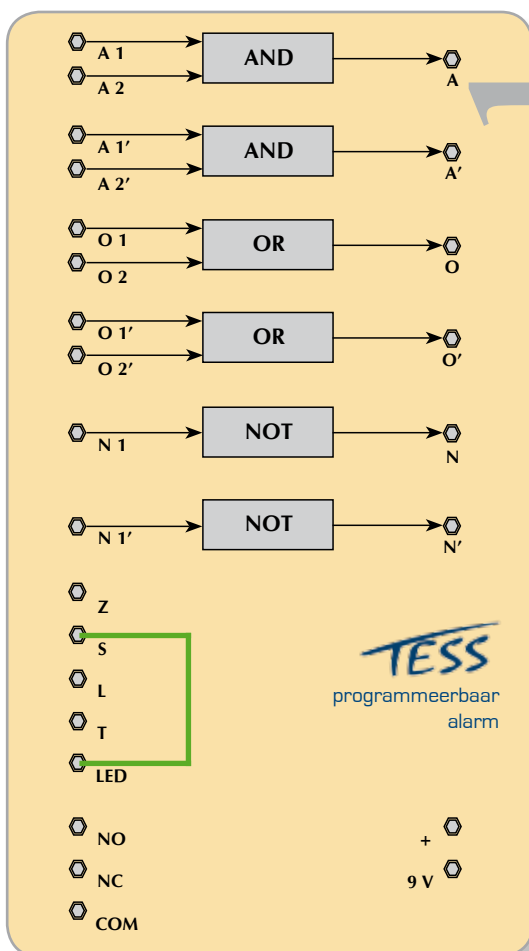 A 1
AND
A
A 2
A 1′
AND
A′
A 2′
O 1
OR
O
O 2
O 1′
OR
O′
O 2′
N 1
NOT
N
N 1′
NOT
N′
Z
S
L
T
LED
TESS
programmeerbaar
alarm
NO
+
NC
9 V
COM